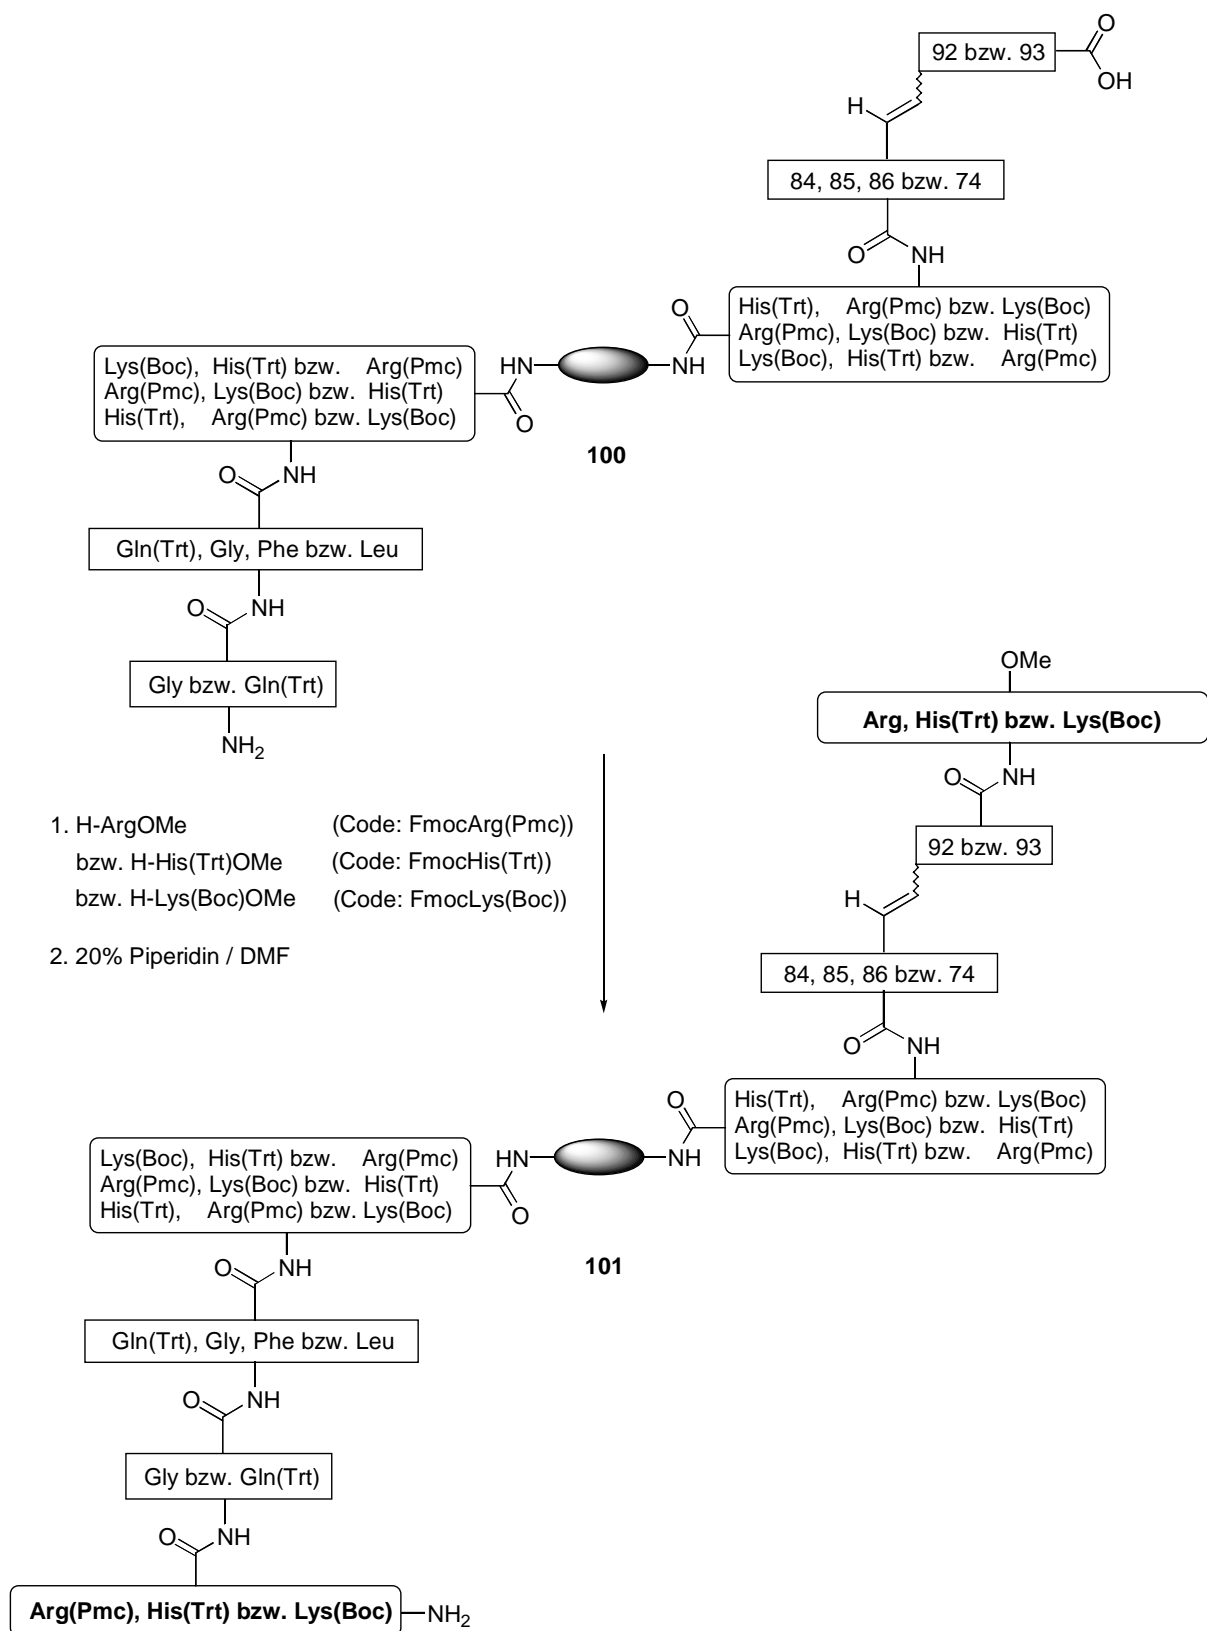 O
92 bzw. 93
OH
H
84, 85, 86 bzw. 74
O
NH
O
His(Trt), Arg(Pmc) bzw. Lys(Boc)
Arg(Pmc), Lys(Boc) bzw. His(Trt)
Lys(Boc), His(Trt) bzw. Arg(Pmc)
HN
NH
Lys(Boc), His(Trt) bzw. Arg(Pmc)
Arg(Pmc), Lys(Boc) bzw. His(Trt)
His(Trt), Arg(Pmc) bzw. Lys(Boc)
O
100
O
NH
Gln(Trt), Gly, Phe bzw. Leu
O
NH
Gly bzw. Gln(Trt)
NH2
OMe
Arg, His(Trt) bzw. Lys(Boc)
O
NH
1. H-ArgOMe (Code: FmocArg(Pmc))
bzw. H-His(Trt)OMe (Code: FmocHis(Trt))
bzw. H-Lys(Boc)OMe (Code: FmocLys(Boc))
2. 20% Piperidin / DMF
92 bzw. 93
H
84, 85, 86 bzw. 74
O
NH
O
His(Trt), Arg(Pmc) bzw. Lys(Boc)
Arg(Pmc), Lys(Boc) bzw. His(Trt)
Lys(Boc), His(Trt) bzw. Arg(Pmc)
HN
NH
Lys(Boc), His(Trt) bzw. Arg(Pmc)
Arg(Pmc), Lys(Boc) bzw. His(Trt)
His(Trt), Arg(Pmc) bzw. Lys(Boc)
O
101
O
NH
Gln(Trt), Gly, Phe bzw. Leu
O
NH
Gly bzw. Gln(Trt)
O
NH
Arg(Pmc), His(Trt) bzw. Lys(Boc)
NH2